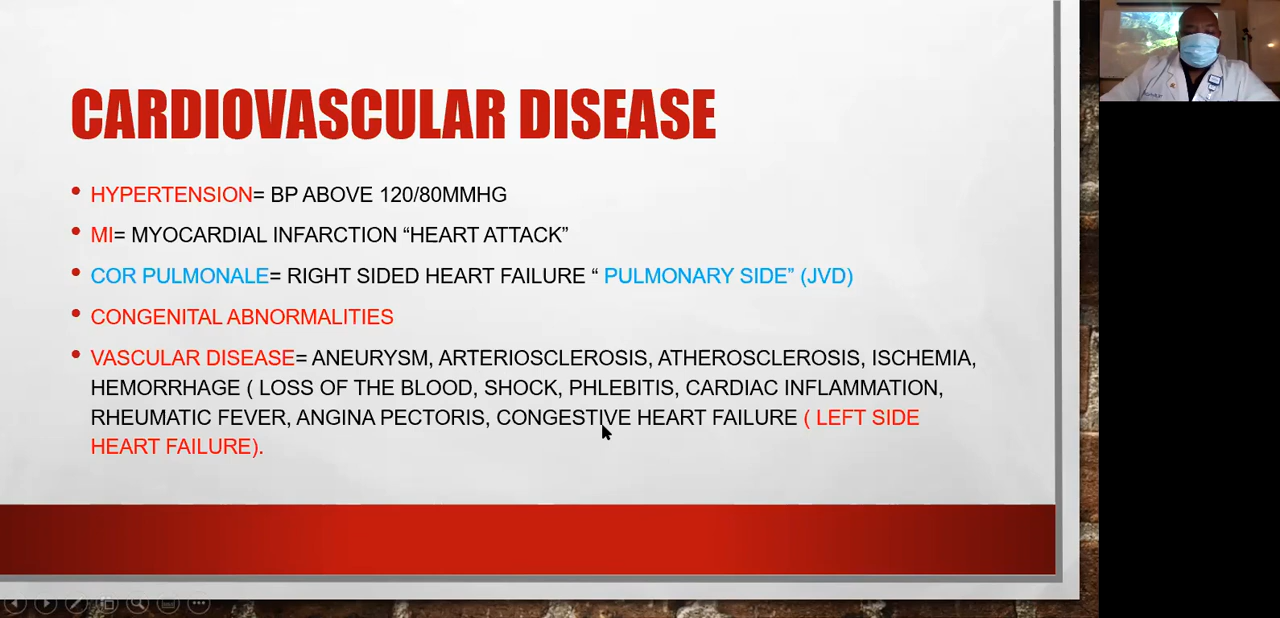 CARDIOVASCULAR DISEASE
• HYPERTENSION= BP ABOVE 120/80MMHG
• MI= MYOCARDIAL INFARCTION “HEART ATTACK”
• COR PULMONALE= RIGHT SIDED HEART FAILURE “ PULMONARY SIDE” (JVD)
• CONGENITAL ABNORMALITIES
• VASCULAR DISEASE= ANEURYSM, ARTERIOSCLEROSIS, ATHEROSCLEROSIS, ISCHEMIA,
HEMORRHAGE ( LOSS OF THE BLOOD, SHOCK, PHLEBITIS, CARDIAC INFLAMMATION,
RHEUMATIC FEVER, ANGINA PECTORIS, CONGESTIVE HEART FAILURE ( LEFT SIDE
HEART FAILURE).